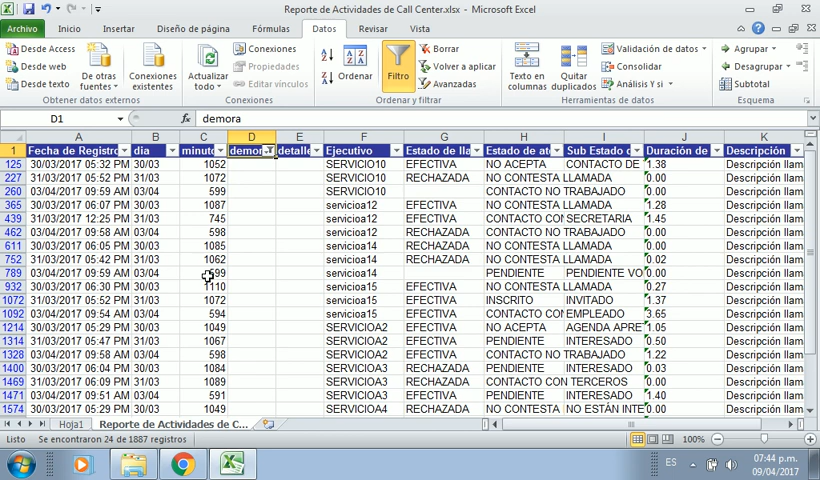 Reporte de Actividades de Call Center.xlsx - Microsoft Excel
Archivo Inicio Insertar Diseño de página Fórmulas Datos Revisar Vista
Desde Access
Desde web
Desde texto
De otras fuentes
Conexiones existentes
Obtener datos externos
Actualizar todo
Conexiones
Propiedades
Editar vínculos
Conexiones
Ordenar
Filtro
Borrar
Volver a aplicar
Avanzadas
Ordenar y filtrar
Texto en columnas
Quitar duplicados
Validación de datos
Consolidar
Análisis Y si
Herramientas de datos
Agrupar
Desagrupar
Subtotal
Esquema
D1 fx demora
A B C D E F G H I J K
1 Fecha de Registro dia minuto demor detalle Ejecutivo Estado de lla Estado de ate Sub Estado d Duración de Descripción
125 30/03/2017 05:32 PM 30/03 1052 SERVICIO10 EFECTIVA NO ACEPTA CONTACTO DE 1.38 Descripción llam
227 31/03/2017 05:52 PM 31/03 1072 SERVICIO10 RECHAZADA NO CONTESTA LLAMADA 0.00 Descripción llam
260 03/04/2017 09:59 AM 03/04 599 SERVICIO10 CONTACTO NO TRABAJADO 0.00 Descripción llam
365 30/03/2017 06:07 PM 30/03 1087 servicioa12 EFECTIVA NO CONTESTA LLAMADA 1.28 Descripción llam
439 31/03/2017 12:25 PM 31/03 745 servicioa12 EFECTIVA CONTACTO CON SECRETARIA 1.45 Descripción llam
462 03/04/2017 09:58 AM 03/04 598 servicioa12 EFECTIVA NO CONTESTA LLAMADA 0.00 Descripción llam
611 30/03/2017 06:05 PM 30/03 1085 servicioa14 EFECTIVA NO CONTESTA LLAMADA 0.00 Descripción llam
752 31/03/2017 05:42 PM 31/03 1062 servicioa14 RECHAZADA NO CONTESTA LLAMADA 0.02 Descripción llam
789 03/04/2017 09:59 AM 03/04 599 servicioa14 PENDIENTE PENDIENTE VO 0.00 Descripción llam
932 30/03/2017 06:30 PM 30/03 1110 servicioa15 EFECTIVA NO CONTESTA LLAMADA 0.27 Descripción llam
1072 31/03/2017 05:52 PM 31/03 1072 servicioa15 EFECTIVA INSCRITO INVITADO 1.37 Descripción llam
1092 03/04/2017 09:54 AM 03/04 594 servicioa15 EFECTIVA CONTACTO CON EMPLEADO 3.65 Descripción llam
1214 30/03/2017 05:29 PM 30/03 1049 SERVICIOA2 EFECTIVA NO ACEPTA AGENDA APRE 1.05 Descripción llam
1314 31/03/2017 05:47 PM 31/03 1067 SERVICIOA2 EFECTIVA PENDIENTE INTERESADO 0.50 Descripción llam
1328 03/04/2017 09:58 AM 03/04 598 SERVICIOA2 EFECTIVA CONTACTO NO TRABAJADO 1.22 Descripción llam
1400 30/03/2017 06:04 PM 30/03 1084 SERVICIOA3 RECHAZADA PENDIENTE INTERESADO 0.03 Descripción llam
1469 31/03/2017 06:09 PM 31/03 1089 SERVICIOA3 RECHAZADA CONTACTO CON TERCEROS 0.00 Descripción llam
1471 03/04/2017 09:51 AM 03/04 591 SERVICIOA3 EFECTIVA PENDIENTE INTERESADO 1.40 Descripción llam
1574 30/03/2017 05:29 PM 30/03 1049 SERVICIOA4 RECHAZADA NO CONTESTA NO ESTÁN INTE 0.00 Descripción llam
Hoja1 Reporte de Actividades de C...
Listo Se encontraron 24 de 1887 registros 100%
ES 07:44 p.m.
09/04/2017